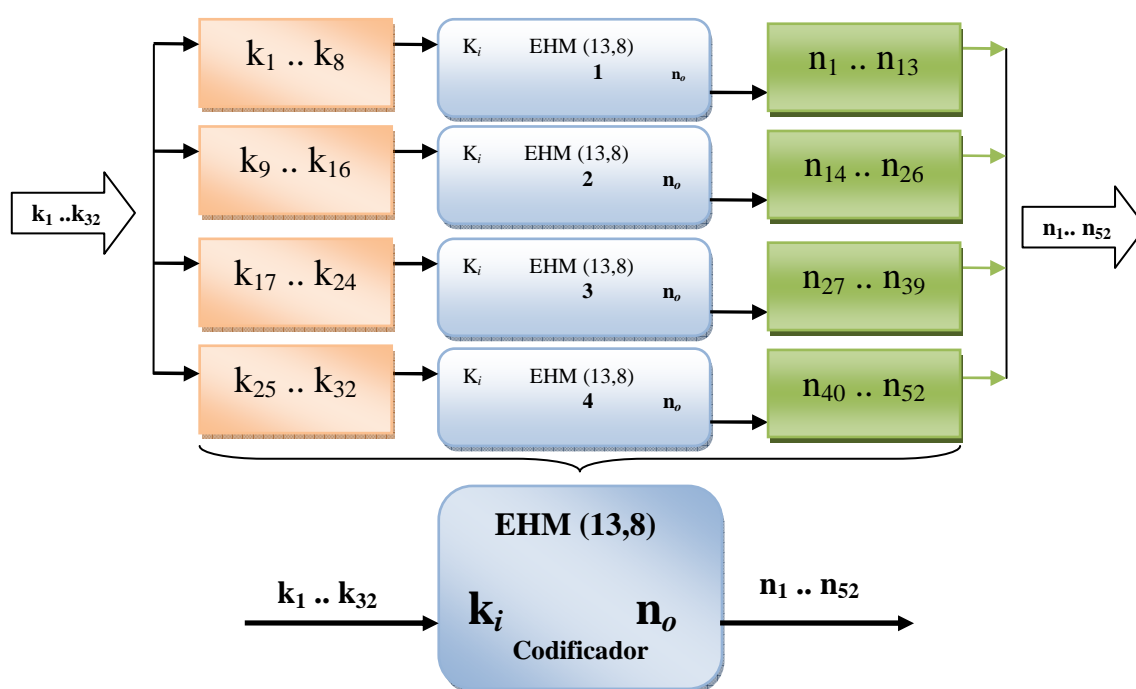 k1 .. k8
Ki EHM (13,8)
1 no
n1 .. n13
k9 .. k16
Ki EHM (13,8)
2 no
n14 .. n26
k1 ..k32
n1.. n52
k17 .. k24
Ki EHM (13,8)
3 no
n27 .. n39
k25 .. k32
Ki EHM (13,8)
4 no
n40 .. n52
EHM (13,8)
k1 .. k32
n1 .. n52
ki no
Codificador